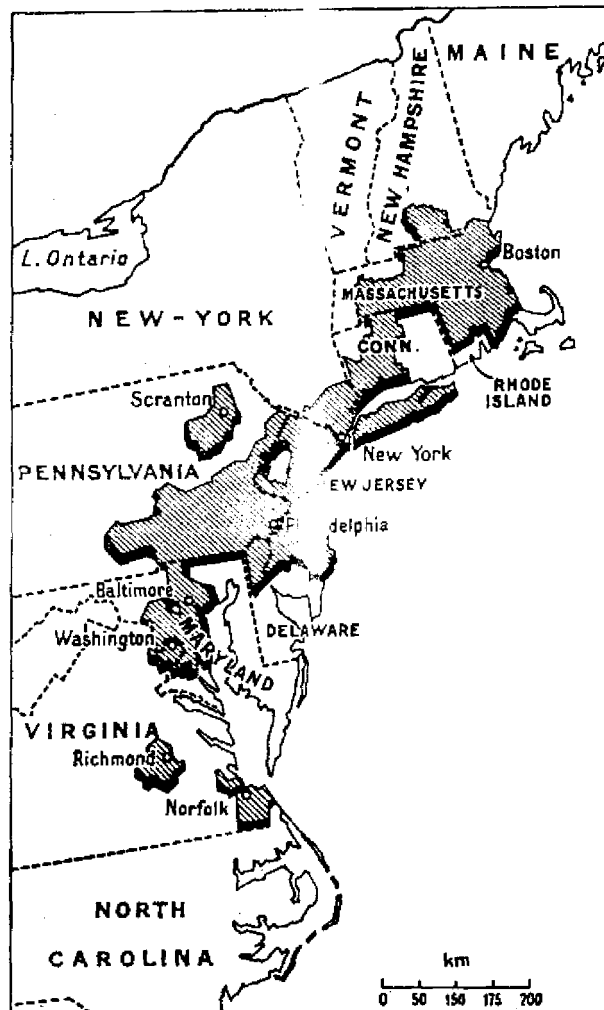 MAINE
VERMONT
NEW HAMPSHIRE
L. Ontario
Boston
MASSACHUSETTS
NEW-YORK
CONN.
RHODE
ISLAND
Scranton
New York
PENNSYLVANIA
EW JERSEY
Baltimore
Washington
MARYLAND
DELAWARE
VIRGINIA
Richmond
Norfolk
NORTH
CAROLINA
km
0 50 150 175 200